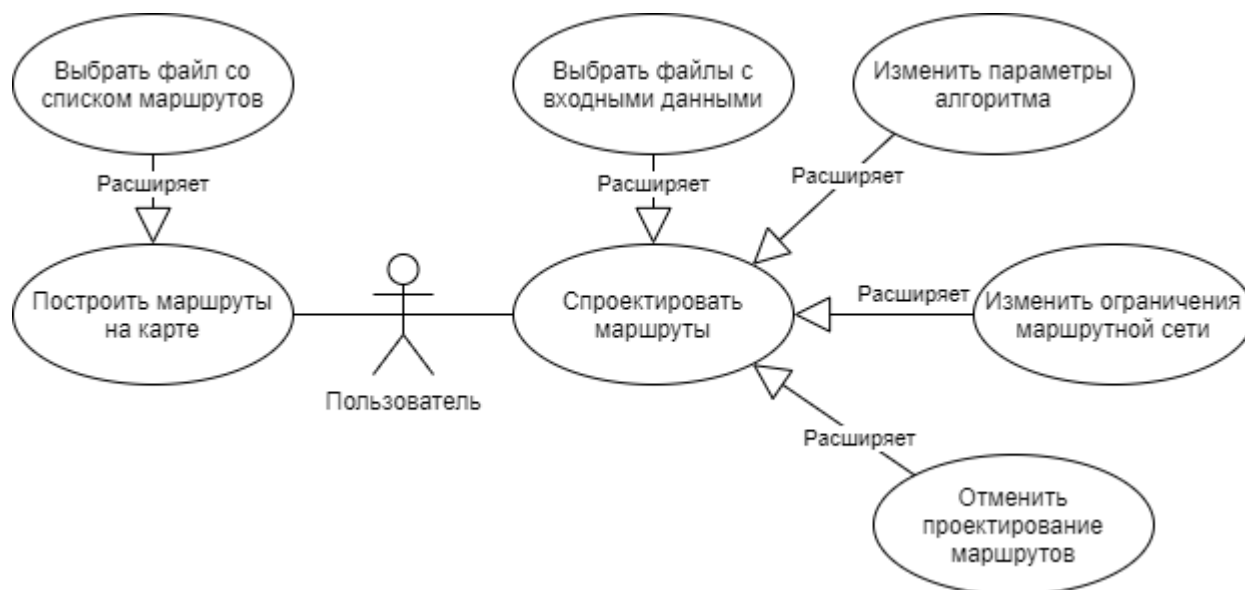 Выбрать файл со
списком маршрутов
Выбрать файлы с
входными данными
Изменить параметры
алгоритма
Расширяет
Расширяет
Расширяет
Построить маршруты
на карте
Спроектировать
маршруты
Расширяет
Изменить ограничения
маршрутной сети
Пользователь
Расширяет
Отменить
проектирование
маршрутов